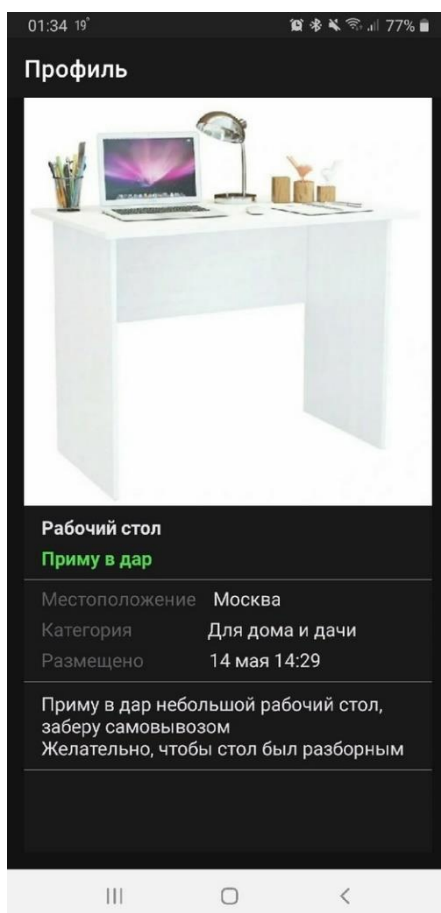 01:34 19° 77%
Профиль
Рабочий стол
Приму в дар
Местоположение Москва
Категория Для дома и дачи
Размещено 14 мая 14:29
Приму в дар небольшой рабочий стол,
заберу самовывозом
Желательно, чтобы стол был разборным